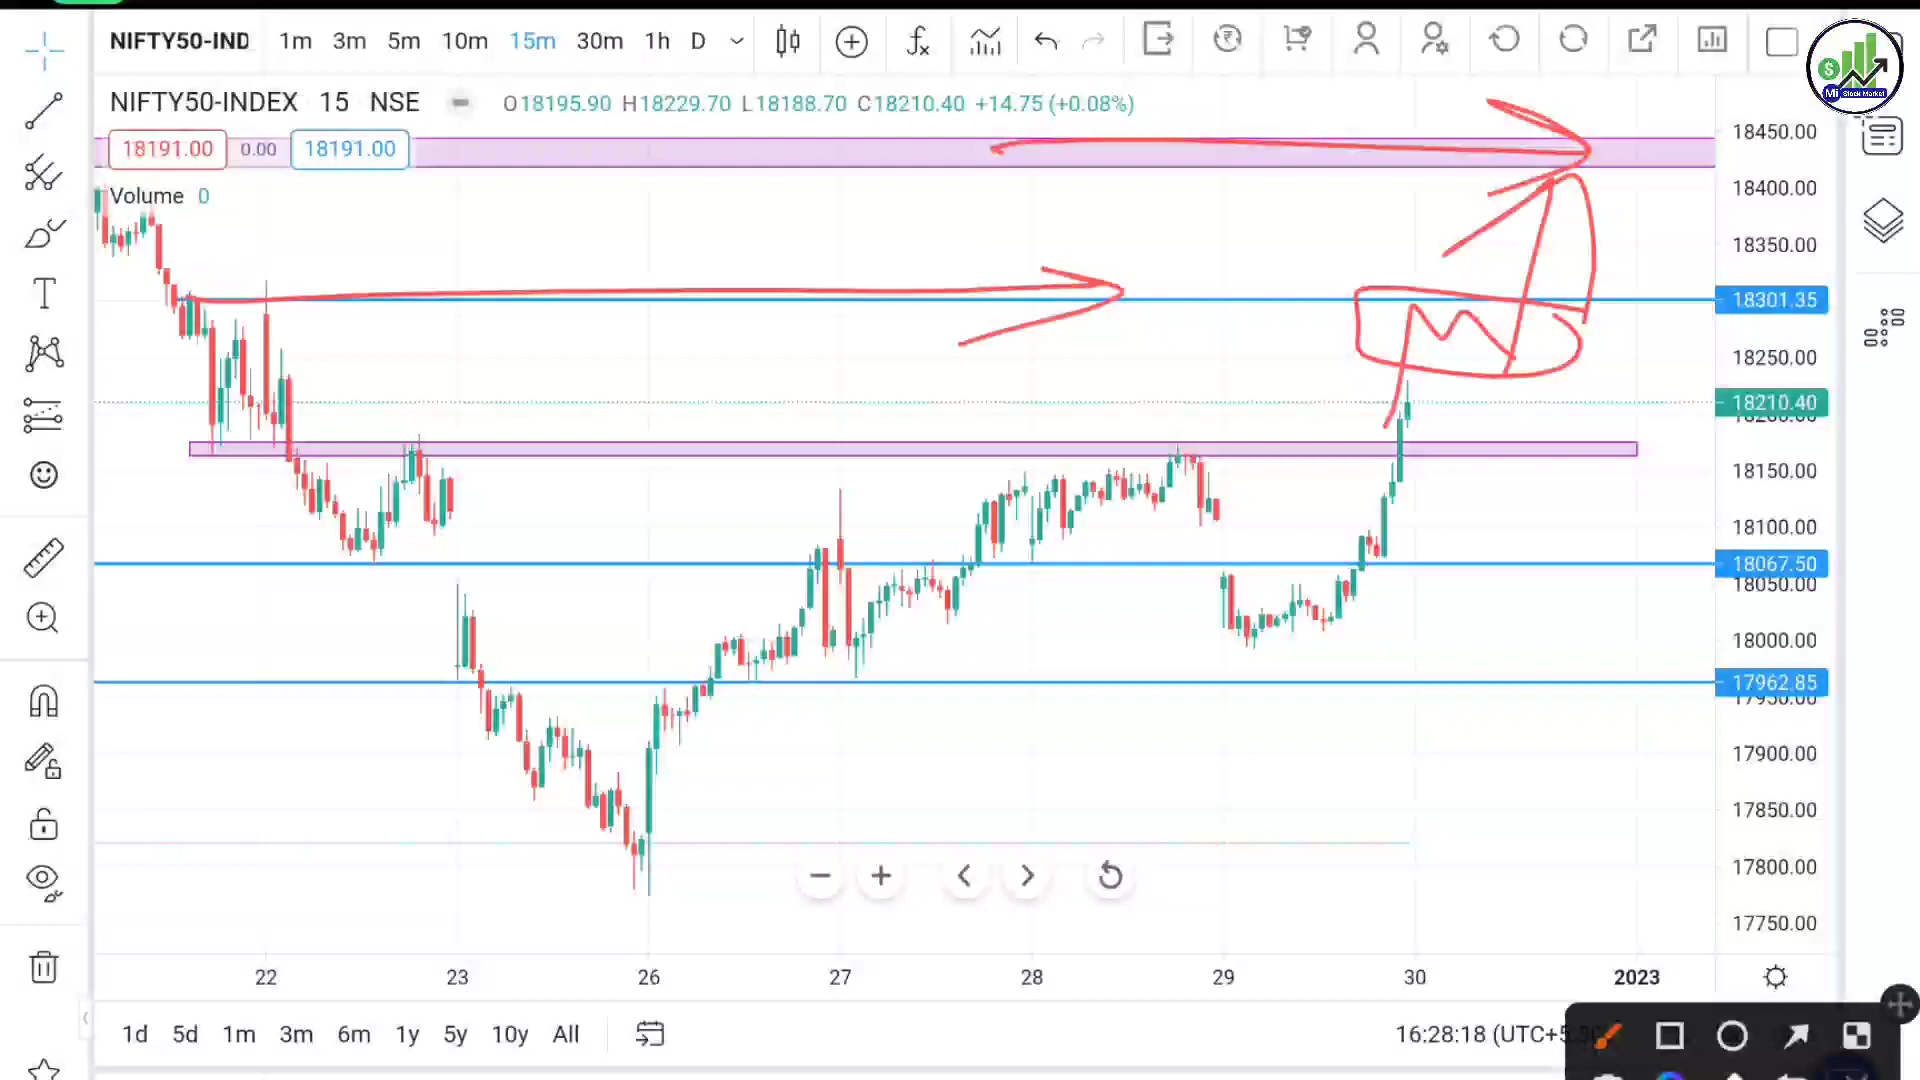 NIFTY50-IND 1m 3m 5m 10m 15m 30m 1h D
NIFTY50-INDEX 15 NSE O18195.90 H18229.70 L18188.70 C18210.40 +14.75 (+0.08%)
18191.00 0.00 18191.00
Volume 0
Mi Stock Market
18450.00
18400.00
18350.00
18301.35
18250.00
18210.40
18150.00
18100.00
18067.50
18050.00
18000.00
17962.85
17900.00
17850.00
17800.00
17750.00
22 23 26 27 28 29 30 2023
1d 5d 1m 3m 6m 1y 5y 10y All
16:28:18 (UTC+5